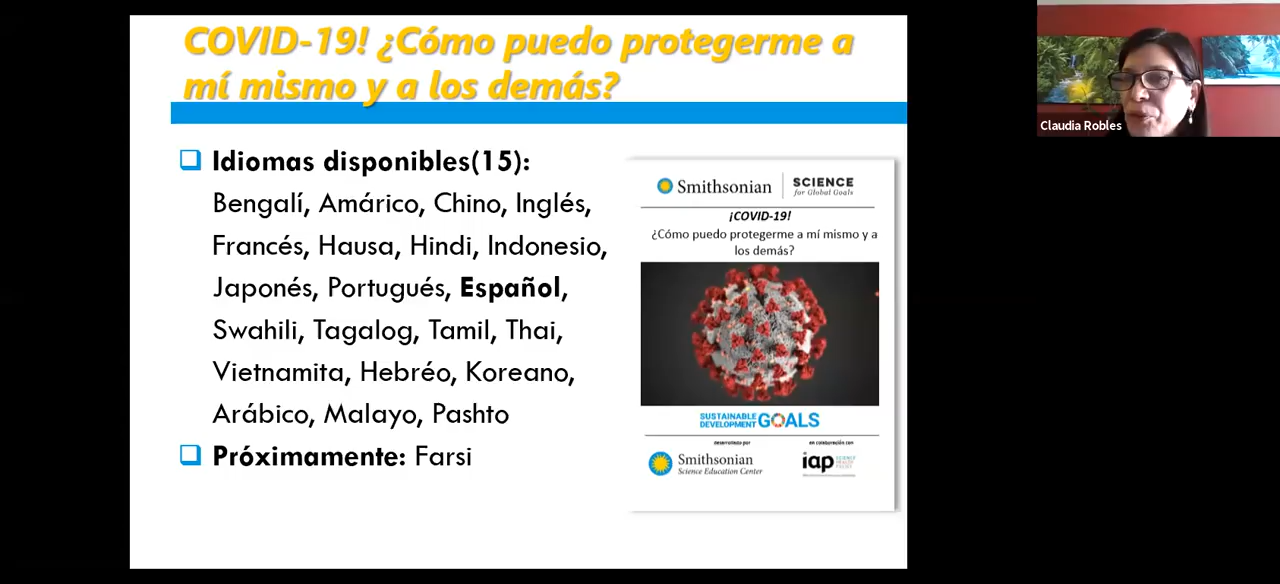 COVID-19! ¿Cómo puedo protegerme a
mí mismo y a los demás?
Idiomas disponibles(15):
Bengalí, Amárico, Chino, Inglés,
Francés, Hausa, Hindi, Indonesio,
Japonés, Portugués, Español,
Swahili, Tagalog, Tamil, Thai,
Vietnamita, Hebréo, Koreano,
Arábico, Malayo, Pashto
Próximamente: Farsi
Smithsonian
SCIENCE
for Global Goals
¡COVID-19!
¿Cómo puedo protegerme a mí mismo y a
los demás?
SUSTAINABLE
DEVELOPMENT
GOALS
desarrollado por
Smithsonian
Science Education Center
en colaboración con
iap
SCIENCE
HEALTH
POLICY
Claudia Robles